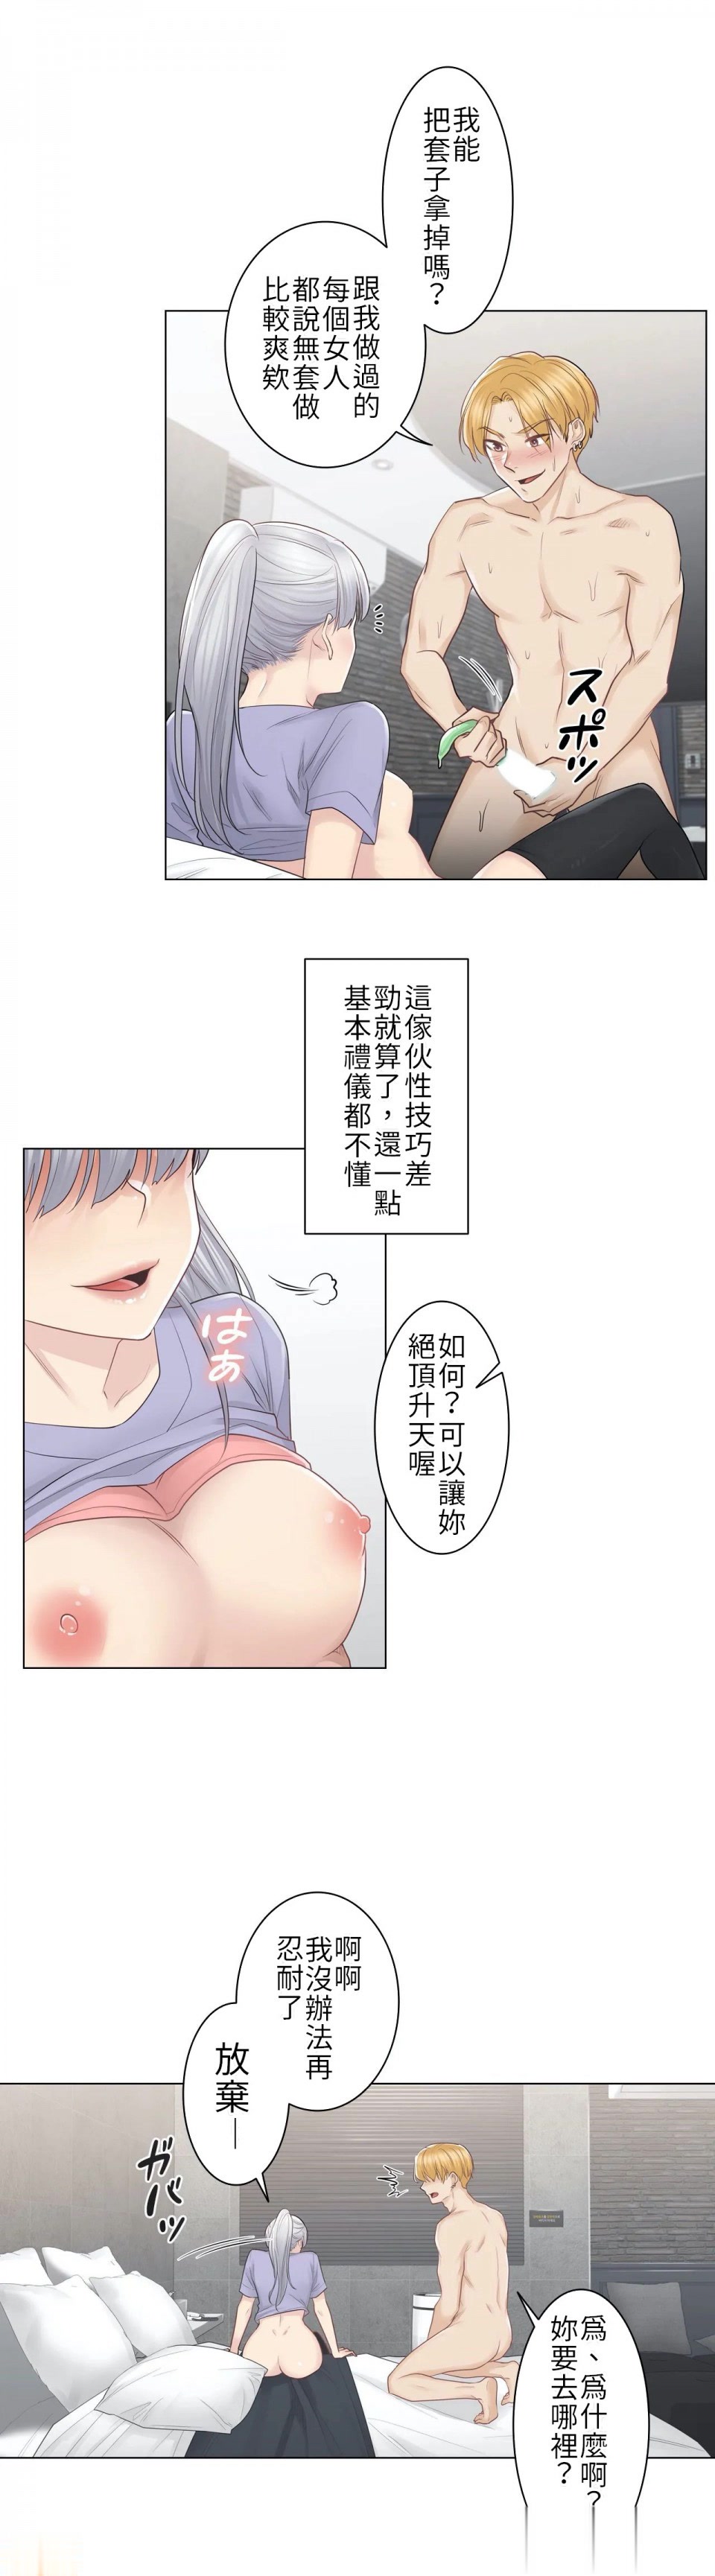 我能
把套子拿掉嗎？
跟我做過的
每個女人
都說無套做
比較爽欸
スポッ
這傢伙性技巧差
勁就算了，還一點
基本禮儀都不懂
はぁ
如何？可以讓妳
絕頂升天喔
啊啊
我沒辦法再
忍耐了
放棄—
ガバッ
爲、爲什麼啊？
妳要去哪裡？